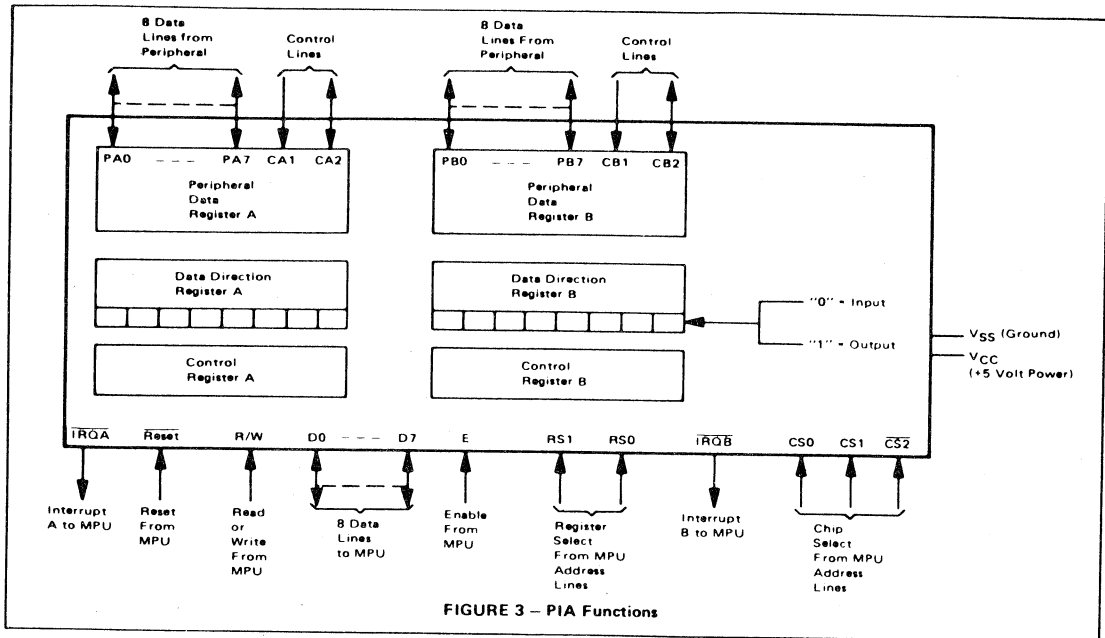 8 Data
Lines from
Peripheral
Control
Lines
8 Data
Lines From
Peripheral
Control
Lines
PA0 --- PA7 CA1 CA2
PB0 ---- PB7 CB1 CB2
Peripheral
Data
Register A
Peripheral
Data
Register B
Data Direction
Register A
Data Direction
Register B
"0" = Input
"1" = Output
VSS (Ground)
VCC
(+5 Volt Power)
Control
Register A
Control
Register B
IRQA Reset R/W D0 --- D7 E RS1 RS0 IRQB CS0 CS1 CS2
Interrupt
A to MPU
Reset
From
MPU
Read
or
Write
From
MPU
8 Data
Lines
to MPU
Enable
From
MPU
Register
Select
From MPU
Address
Lines
Interrupt
B to MPU
Chip
Select
From MPU
Address
Lines
FIGURE 3 – PIA Functions